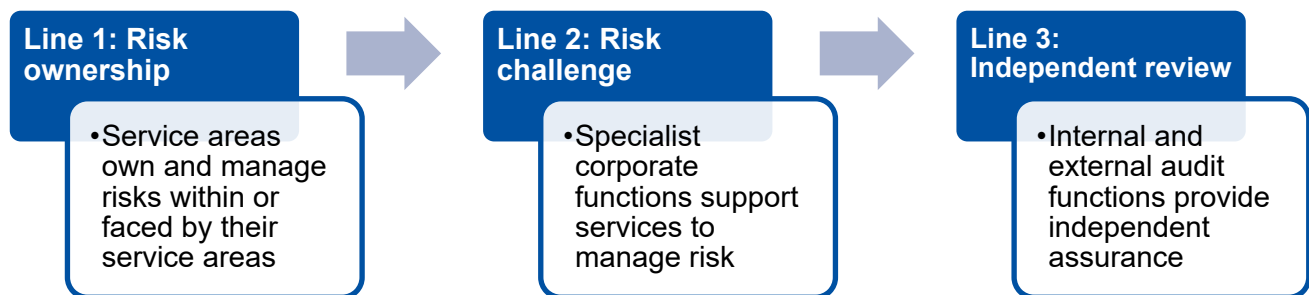 Line 1: Risk
ownership
•Service areas
own and manage
risks within or
faced by their
service areas
Line 2: Risk
challenge
•Specialist
corporate
functions support
services to
manage risk
Line 3:
Independent review
•Internal and
external audit
functions provide
independent
assurance